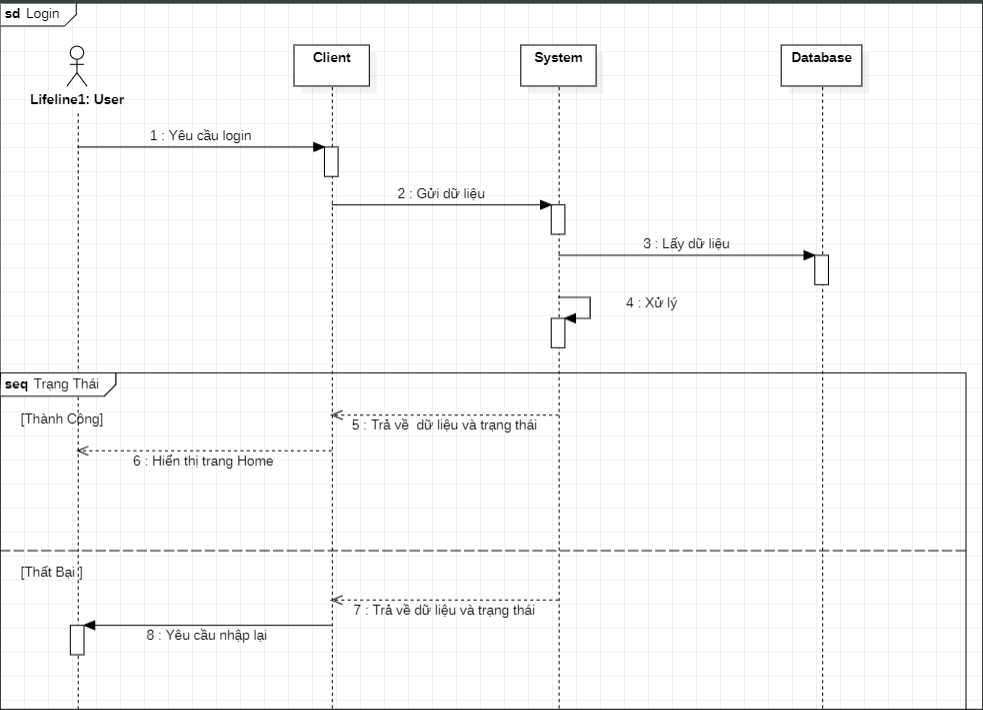 sd Login
Client
System
Database
Lifeline1: User
1 : Yêu cầu login
2 : Gửi dữ liệu
3 : Lấy dữ liệu
4 : Xử lý
seq Trạng Thái
[Thành Công]
5 : Trả về  dữ liệu và trạng thái
6 : Hiển thị trang Home
[Thất Bại ]
7 : Trả về dữ liệu và trạng thái
8 : Yêu cầu nhập lại